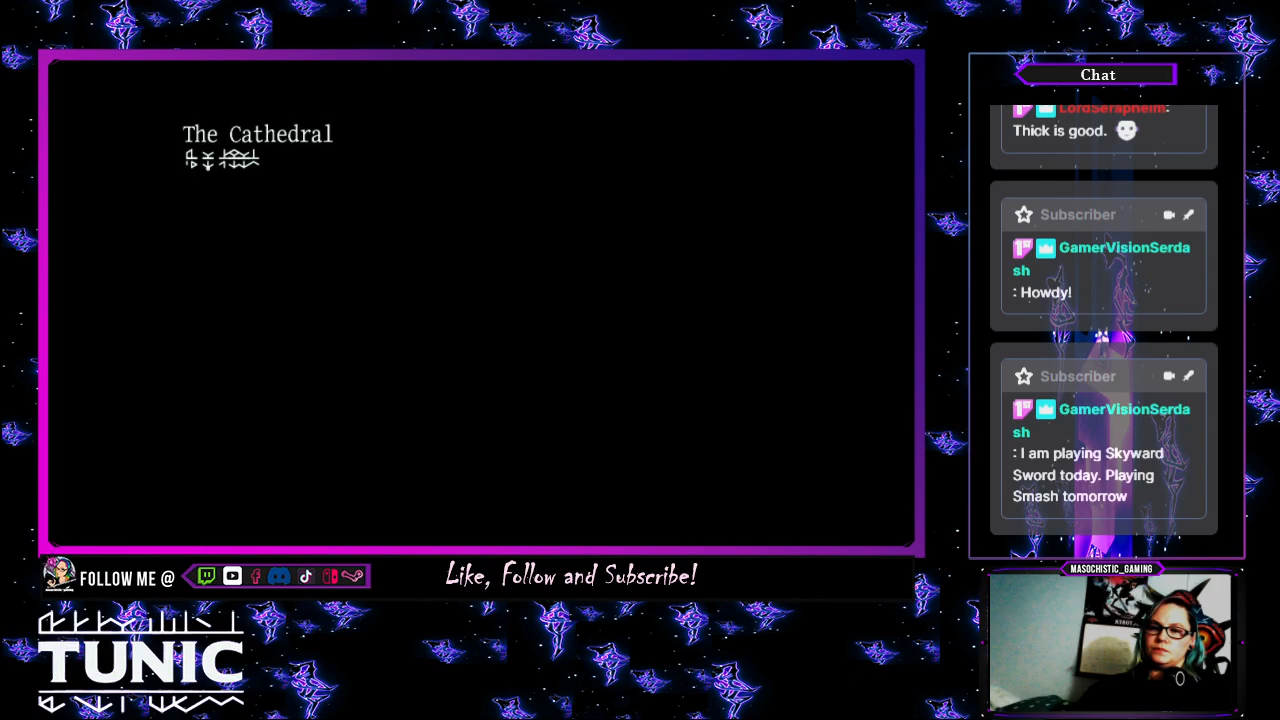 The Cathedral
Chat
LordSerapheim:
Thick is good.
Subscriber
GamerVisionSerda
sh
: Howdy!
Subscriber
GamerVisionSerda
sh
: I am playing Skyward
Sword today. Playing
Smash tomorrow
FOLLOW ME @
Like, Follow and Subscribe!
MASOCHISTIC_GAMING
TUNIC